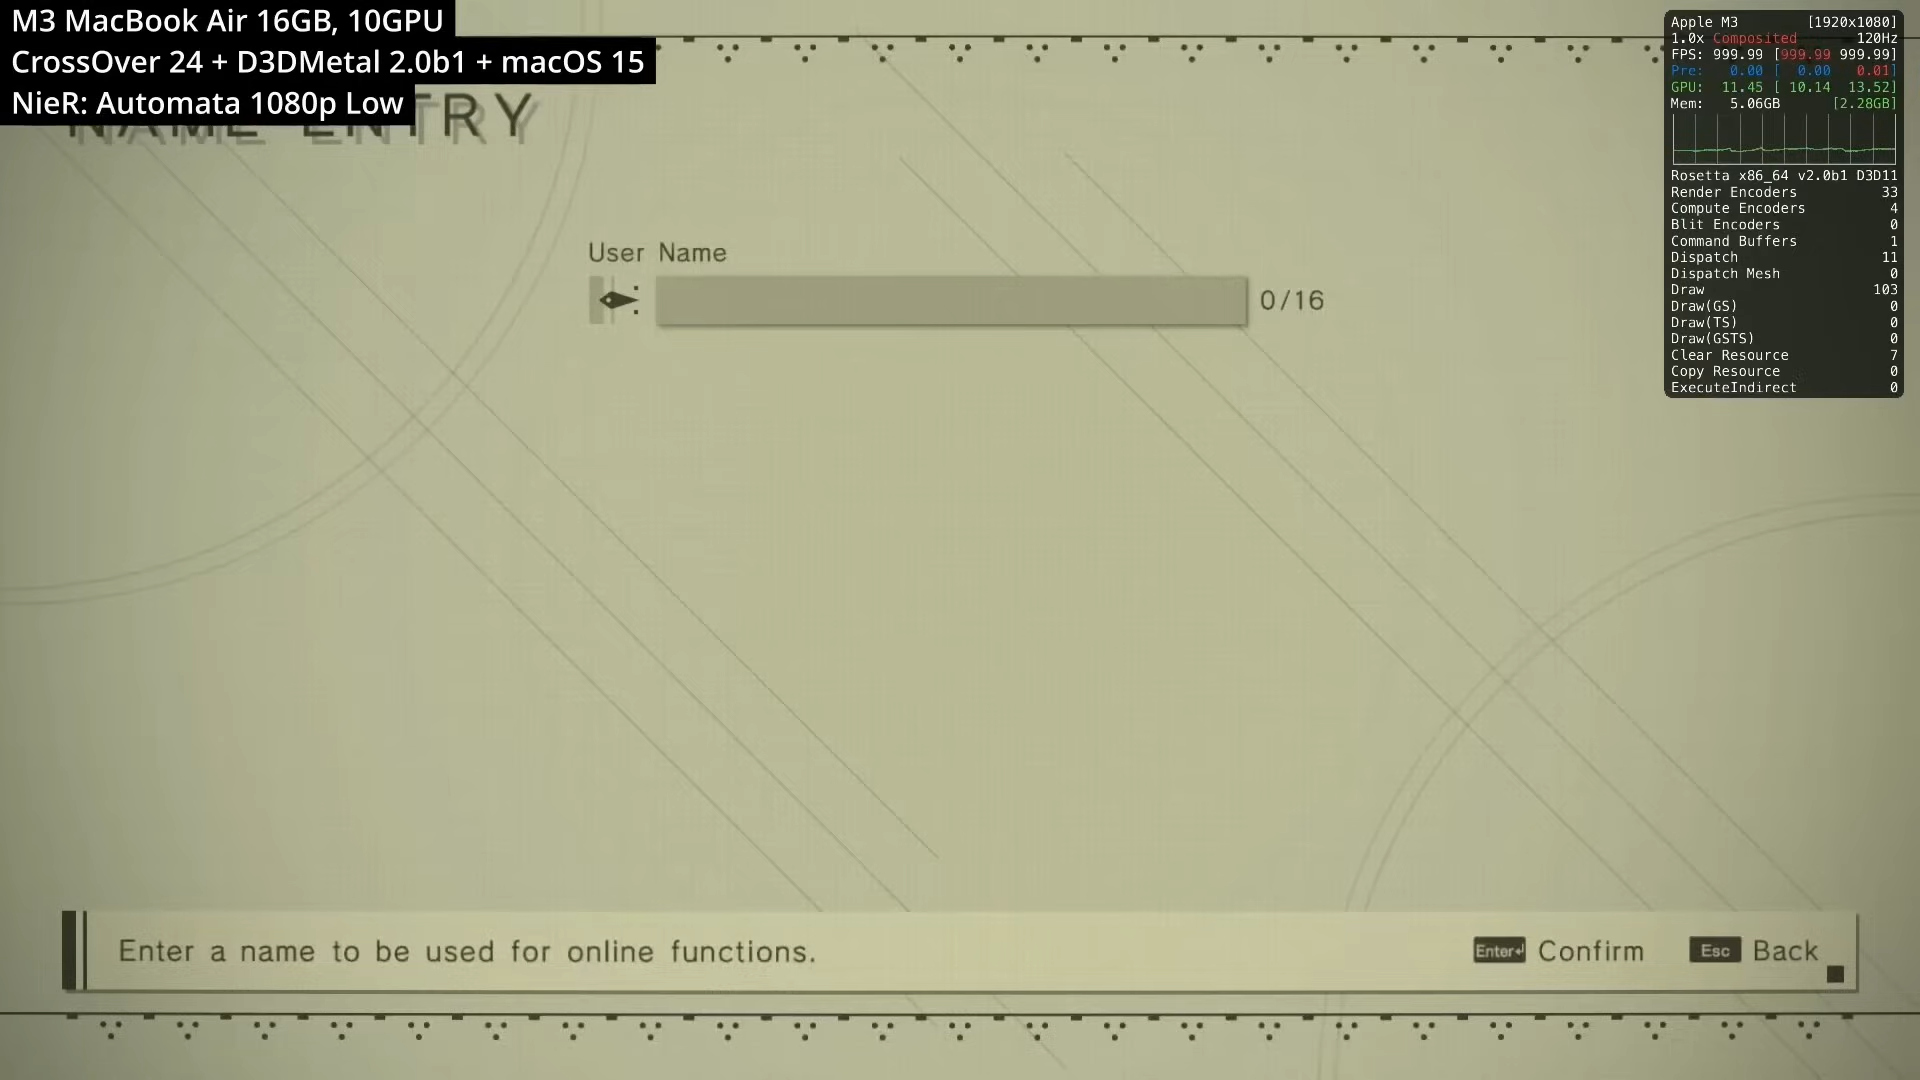 M3 MacBook Air 16GB, 10GPU
CrossOver 24 + D3DMetal 2.0b1 + macOS 15
NieR: Automata 1080p Low
NAME ENTRY
User Name
0/16
Apple M3 [1920x1080]
1.0x Composited 120Hz
FPS: 999.99 [999.99 999.99]
Pre: 0.00 [ 0.00 0.01]
GPU: 11.45 [ 10.14 13.52]
Mem: 5.06GB [2.28GB]
Rosetta x86_64 v2.0b1 D3D11
Render Encoders 33
Compute Encoders 4
Blit Encoders 0
Command Buffers 1
Dispatch 11
Dispatch Mesh 0
Draw 103
Draw(GS) 0
Draw(TS) 0
Draw(GSTS) 0
Clear Resource 7
Copy Resource 0
ExecuteIndirect 0
Enter a name to be used for online functions.
Enter↵ Confirm Esc Back